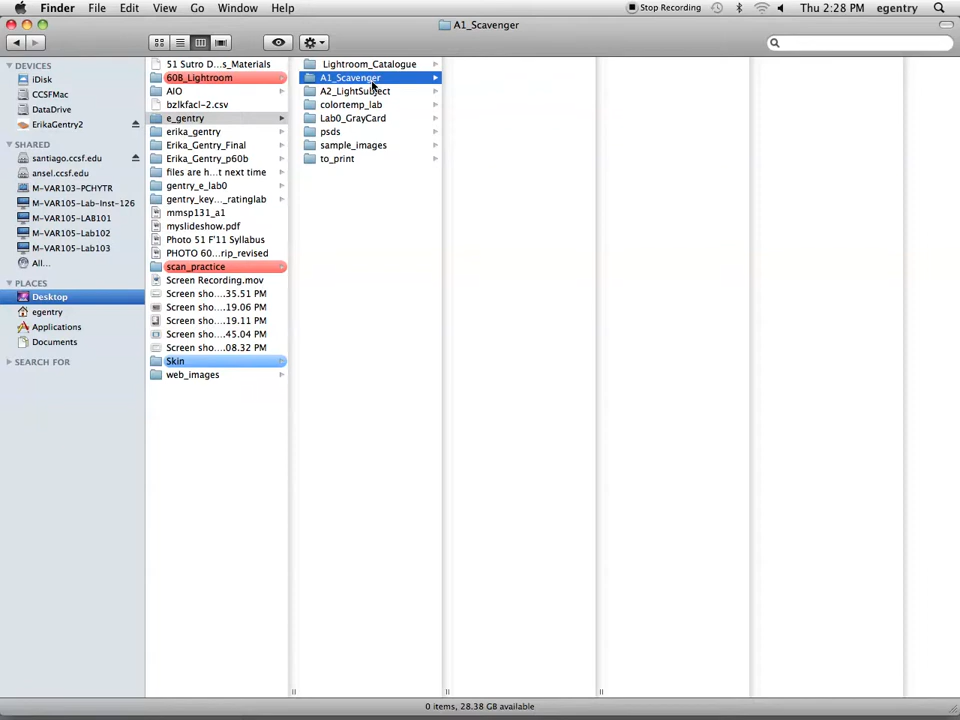 Finder File Edit View Go Window Help Stop Recording Thu 2:28 PM egentry
A1_Scavenger
DEVICES
iDisk
CCSFMac
DataDrive
ErikaGentry2
SHARED
santiago.ccsf.edu
ansel.ccsf.edu
M-VAR103-PCHYTR
M-VAR105-Lab-Inst-126
M-VAR105-LAB101
M-VAR105-Lab102
M-VAR105-Lab103
All...
PLACES
Desktop
egentry
Applications
Documents
SEARCH FOR
51 Sutro D...s_Materials
60B_Lightroom
AIO
bzlkfacl-2.csv
e_gentry
erika_gentry
Erika_Gentry_Final
Erika_Gentry_p60b
files are h...t next time
gentry_e_lab0
gentry_key..._ratinglab
mmsp131_a1
myslideshow.pdf
Photo 51 F'11 Syllabus
PHOTO 60...rip_revised
scan_practice
Screen Recording.mov
Screen sho....35.51 PM
Screen sho....19.06 PM
Screen sho....19.11 PM
Screen sho....45.04 PM
Screen sho....08.32 PM
Skin
web_images
Lightroom_Catalogue
A1_Scavenger
A2_LightSubject
colortemp_lab
Lab0_GrayCard
psds
sample_images
to_print
0 items, 28.38 GB available